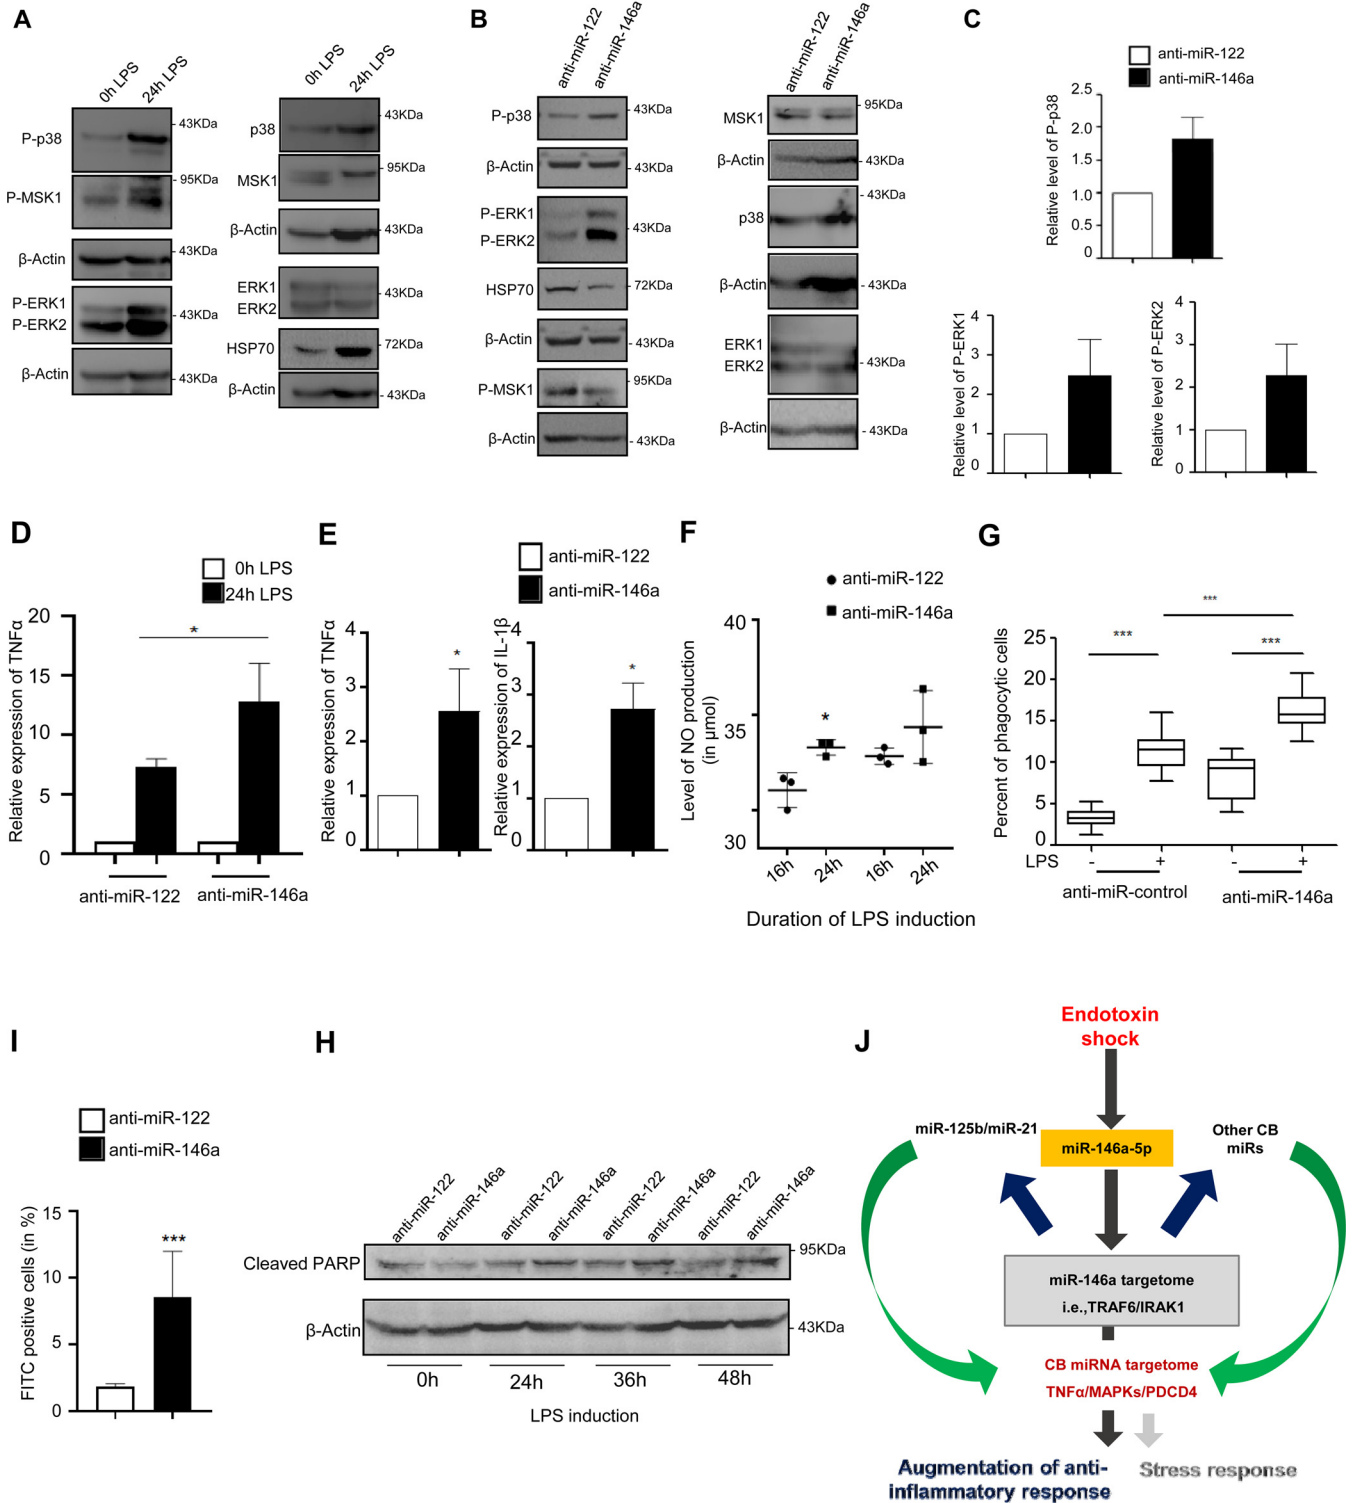 A
0h LPS
24h LPS
P-p38
43KDa
P-MSK1
95KDa
β-Actin
43KDa
P-ERK1
P-ERK2
43KDa
β-Actin
43KDa
0h LPS
24h LPS
p38
43KDa
MSK1
95KDa
β-Actin
43KDa
ERK1
ERK2
43KDa
HSP70
72KDa
β-Actin
43KDa
B
anti-miR-122
anti-miR-146a
P-p38
43KDa
β-Actin
43KDa
P-ERK1
P-ERK2
43KDa
HSP70
72KDa
β-Actin
43KDa
P-MSK1
95KDa
β-Actin
43KDa
anti-miR-122
anti-miR-146a
MSK1
95KDa
β-Actin
43KDa
p38
43KDa
β-Actin
43KDa
ERK1
ERK2
43KDa
β-Actin
43KDa
C
anti-miR-122
anti-miR-146a
Relative level of P-p38
2.5
2.0
1.5
1.0
0.5
0
Relative level of P-ERK1
4
3
2
1
0
Relative level of P-ERK2
4
3
2
1
0
D
0h LPS
24h LPS
Relative expression of TNFα
20
15
10
5
0
*
anti-miR-122
anti-miR-146a
E
anti-miR-122
anti-miR-146a
Relative expression of TNFα
4
3
2
1
0
*
Relative expression of IL-1β
4
3
2
1
0
*
F
anti-miR-122
anti-miR-146a
Level of NO production
(in μmol)
40
35
30
*
16h
24h
16h
24h
Duration of LPS induction
G
Percent of phagocytic cells
25
20
15
10
5
0
***
***
***
LPS
-
+
-
+
anti-miR-control
anti-miR-146a
I
anti-miR-122
anti-miR-146a
FITC positive cells (in %)
15
10
5
0
***
H
anti-miR-122
anti-miR-146a
anti-miR-122
anti-miR-146a
anti-miR-122
anti-miR-146a
anti-miR-122
anti-miR-146a
Cleaved PARP
95KDa
β-Actin
43KDa
0h
24h
36h
48h
LPS induction
J
Endotoxin
shock
miR-125b/miR-21
miR-146a-5p
Other CB
miRs
miR-146a targetome
i.e.,TRAF6/IRAK1
CB miRNA targetome
TNFα/MAPKs/PDCD4
Augmentation of anti-
inflammatory response
Stress response